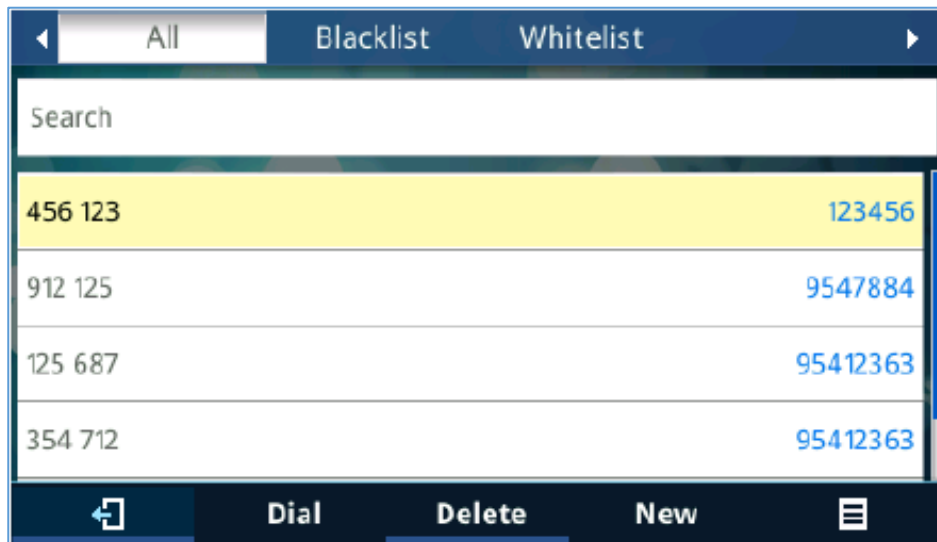 All Blacklist Whitelist
Search
456 123 123456
912 125 9547884
125 687 95412363
354 712 95412363
Dial Delete New